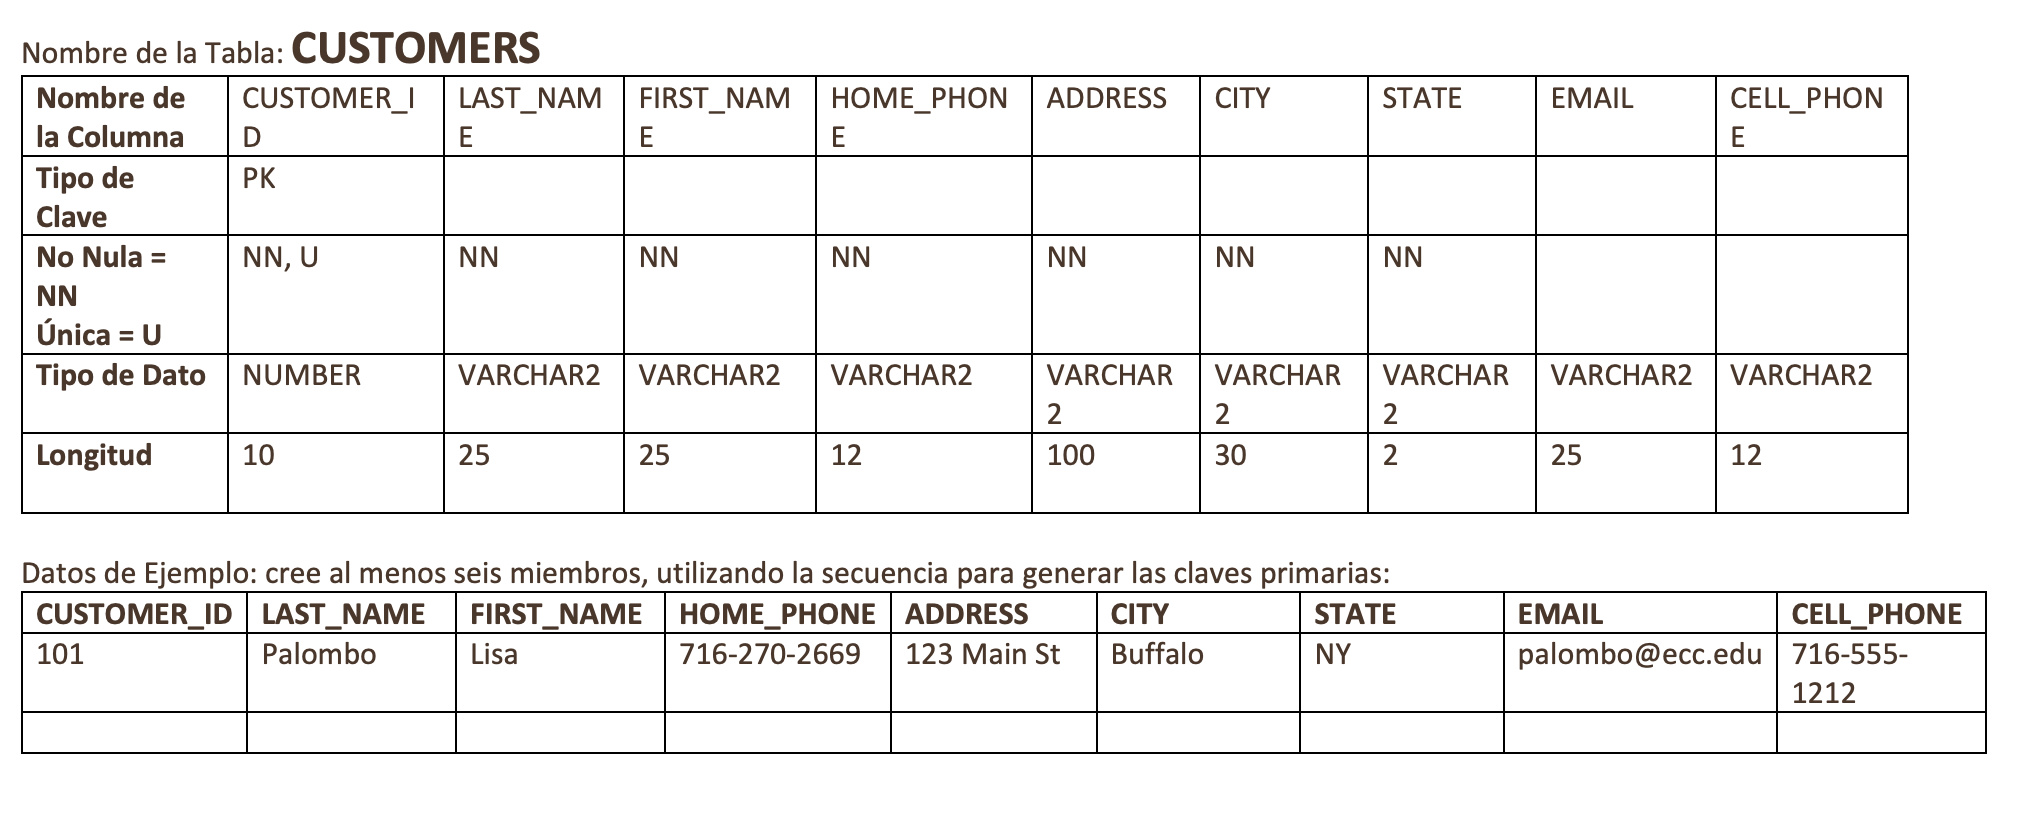 Nombre de la Tabla: CUSTOMERS
Nombre de la Columna CUSTOMER_ID LAST_NAME FIRST_NAME HOME_PHONE ADDRESS CITY STATE EMAIL CELL_PHONE
Tipo de Clave PK
No Nula = NN Única = U NN, U NN NN NN NN NN NN
Tipo de Dato NUMBER VARCHAR2 VARCHAR2 VARCHAR2 VARCHAR2 VARCHAR2 VARCHAR2 VARCHAR2 VARCHAR2
Longitud 10 25 25 12 100 30 2 25 12
Datos de Ejemplo: cree al menos seis miembros, utilizando la secuencia para generar las claves primarias:
CUSTOMER_ID LAST_NAME FIRST_NAME HOME_PHONE ADDRESS CITY STATE EMAIL CELL_PHONE
101 Palombo Lisa 716-270-2669 123 Main St Buffalo NY palombo@ecc.edu 716-555-1212